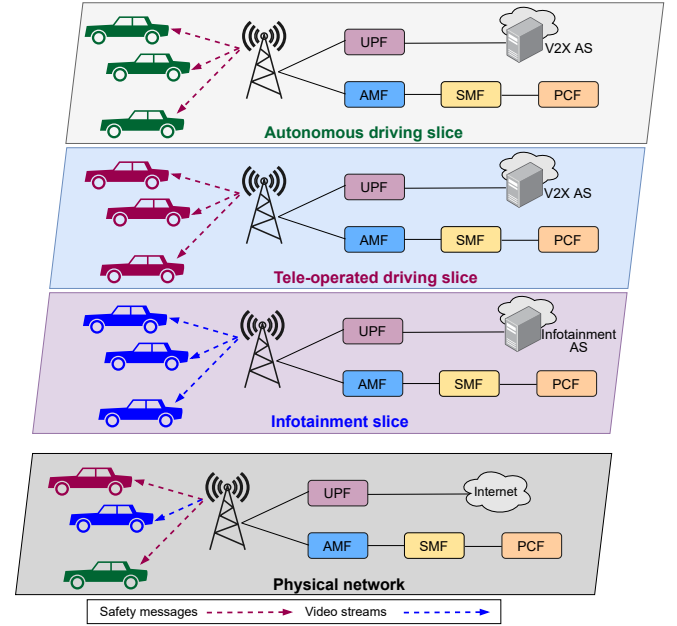 UPF
V2X AS
AMF
SMF
PCF
Autonomous driving slice
UPF
V2X AS
AMF
SMF
PCF
Tele-operated driving slice
UPF
Infotainment
AS
AMF
SMF
PCF
Infotainment slice
UPF
Internet
AMF
SMF
PCF
Physical network
Safety messages
Video streams